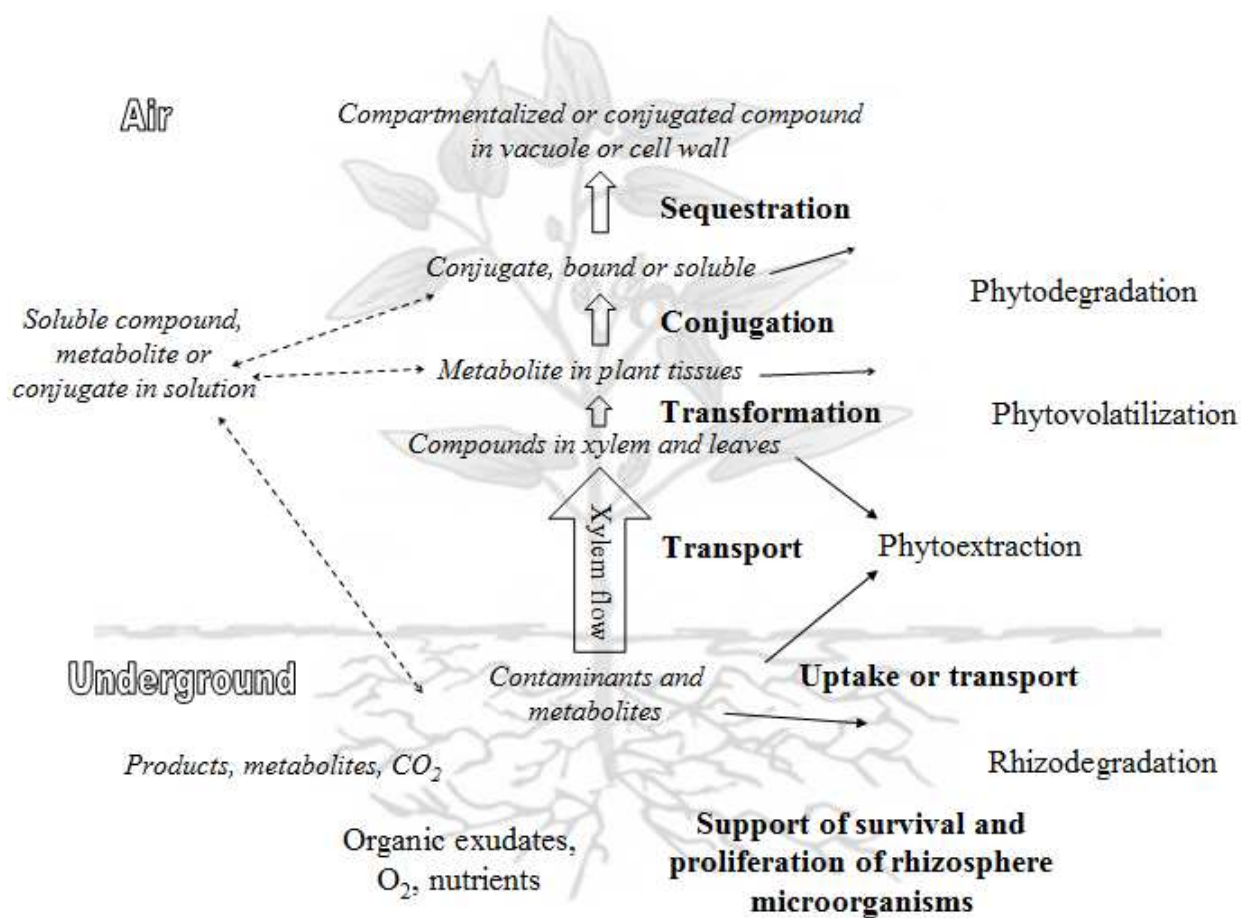 Air
Compartmentalized or conjugated compound
in vacuole or cell wall
Sequestration
Conjugate, bound or soluble
Phytodegradation
Soluble compound,
metabolite or
conjugate in solution
Conjugation
Metabolite in plant tissues
Transformation
Phytovolatilization
Compounds in xylem and leaves
Xylem flow
Transport
Phytoextraction
Underground
Contaminants and
metabolites
Uptake or transport
Products, metabolites, CO₂
Rhizodegradation
Organic exudates,
O₂, nutrients
Support of survival and
proliferation of rhizosphere
microorganisms